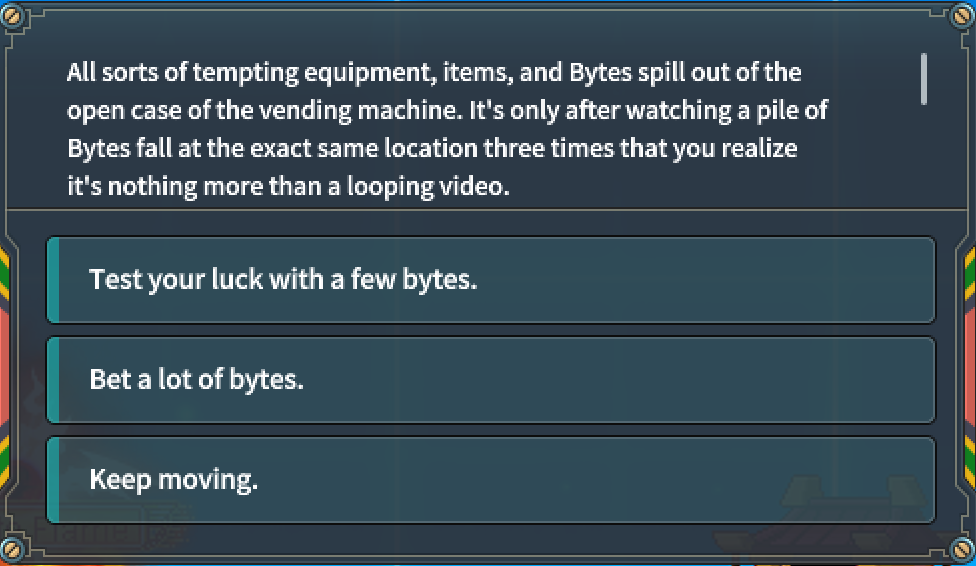 All sorts of tempting equipment, items, and Bytes spill out of the
open case of the vending machine. It's only after watching a pile of
Bytes fall at the exact same location three times that you realize
it's nothing more than a looping video.
Test your luck with a few bytes.
Bet a lot of bytes.
Keep moving.
Flame